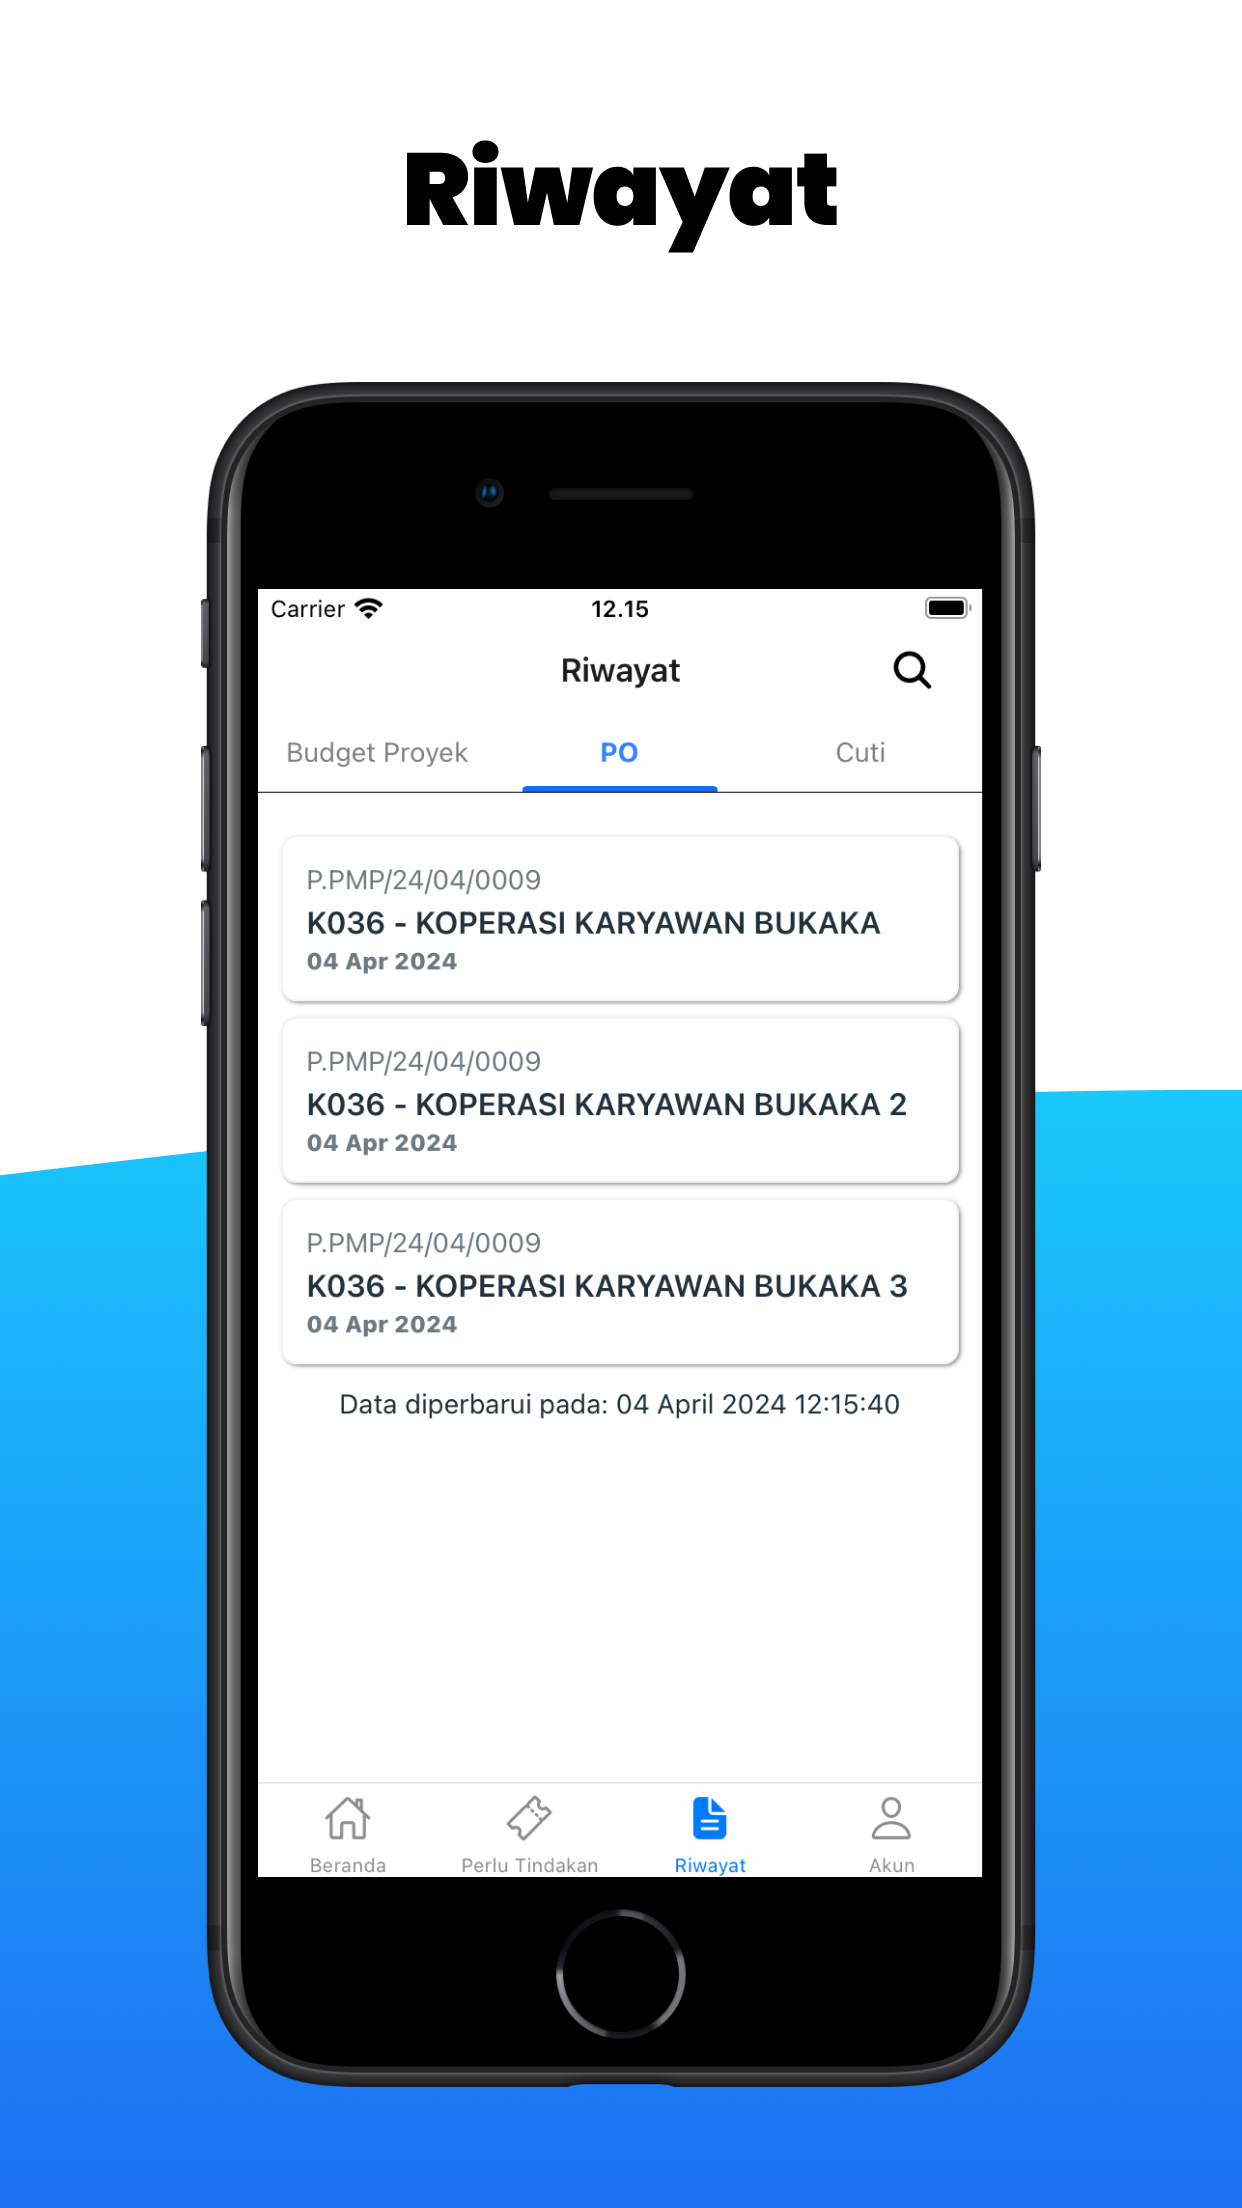 Riwayat
Carrier 12.15
Riwayat
Budget Proyek PO Cuti
P.PMP/24/04/0009
K036 - KOPERASI KARYAWAN BUKAKA
04 Apr 2024
P.PMP/24/04/0009
K036 - KOPERASI KARYAWAN BUKAKA 2
04 Apr 2024
P.PMP/24/04/0009
K036 - KOPERASI KARYAWAN BUKAKA 3
04 Apr 2024
Data diperbarui pada: 04 April 2024 12:15:40
Beranda Perlu Tindakan Riwayat Akun